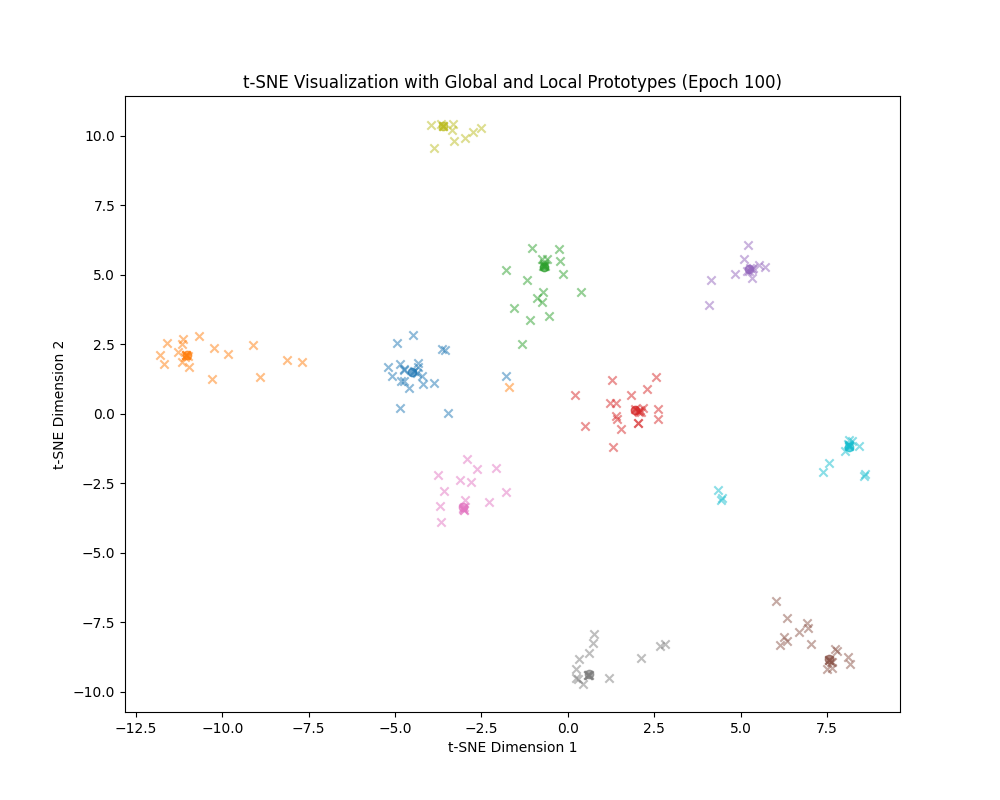 t-SNE Visualization with Global and Local Prototypes (Epoch 100)
10.0
7.5
5.0
2.5
0.0
−2.5
−5.0
−7.5
−10.0
t-SNE Dimension 2
−12.5 −10.0 −7.5 −5.0 −2.5 0.0 2.5 5.0 7.5
t-SNE Dimension 1